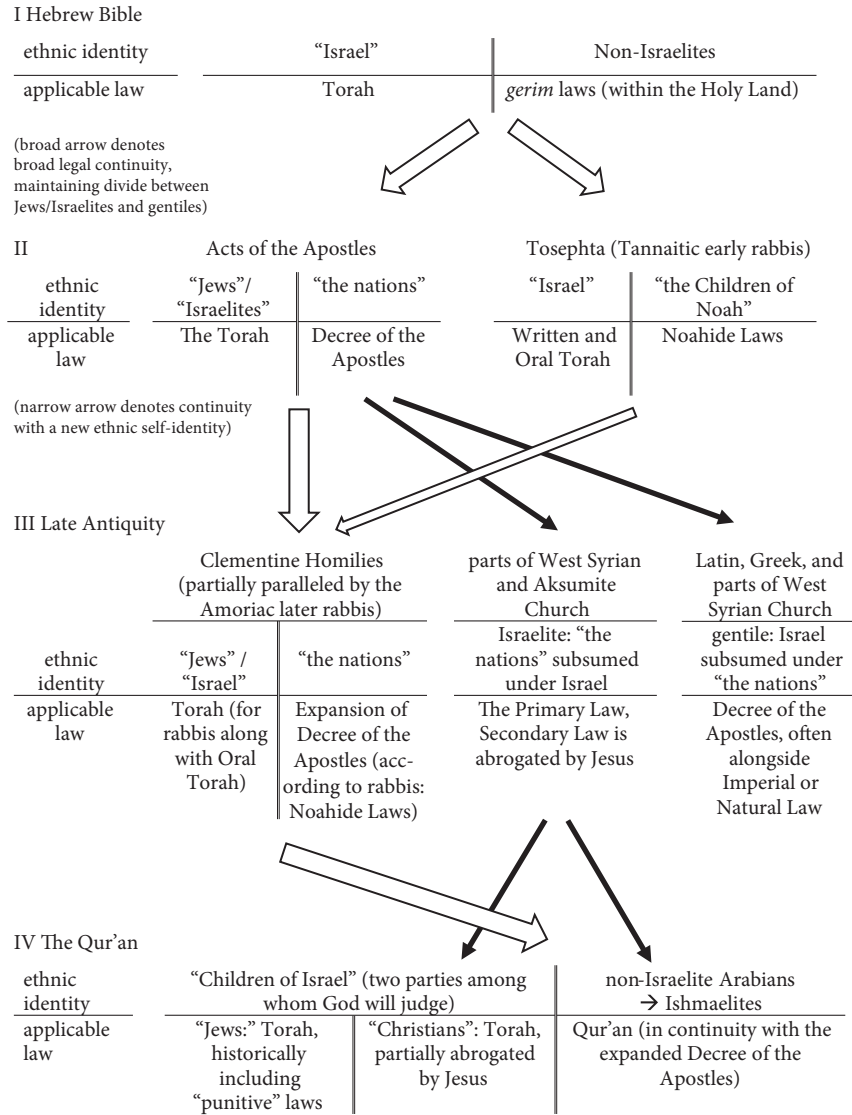 I Hebrew Bible
ethnic identity
“Israel”
Non-Israelites
applicable law
Torah
gerim laws (within the Holy Land)
(broad arrow denotes
broad legal continuity,
maintaining divide between
Jews/Israelites and gentiles)
II
Acts of the Apostles
Tosephta (Tannaitic early rabbis)
ethnic
identity
“Jews”/
“Israelites”
“the nations”
“Israel”
“the Children of
Noah”
applicable
law
The Torah
Decree of the
Apostles
Written and
Oral Torah
Noahide Laws
(narrow arrow denotes continuity
with a new ethnic self-identity)
III Late Antiquity
Clementine Homilies
(partially paralleled by the
Amoriac later rabbis)
parts of West Syrian
and Aksumite
Church
Latin, Greek, and
parts of West
Syrian Church
ethnic
identity
“Jews” /
“Israel”
“the nations”
Israelite: “the
nations” subsumed
under Israel
gentile: Israel
subsumed under
“the nations”
applicable
law
Torah (for
rabbis along
with Oral
Torah)
Expansion of
Decree of the
Apostles (acc-
ording to rabbis:
Noahide Laws)
The Primary Law,
Secondary Law is
abrogated by Jesus
Decree of the
Apostles, often
alongside
Imperial or
Natural Law
IV The Qur’an
ethnic
identity
“Children of Israel” (two parties among
whom God will judge)
non-Israelite Arabians
→ Ishmaelites
applicable
law
“Jews:” Torah,
historically
including
“punitive” laws
“Christians”: Torah,
partially abrogated
by Jesus
Qur’an (in continuity with the
expanded Decree of the
Apostles)